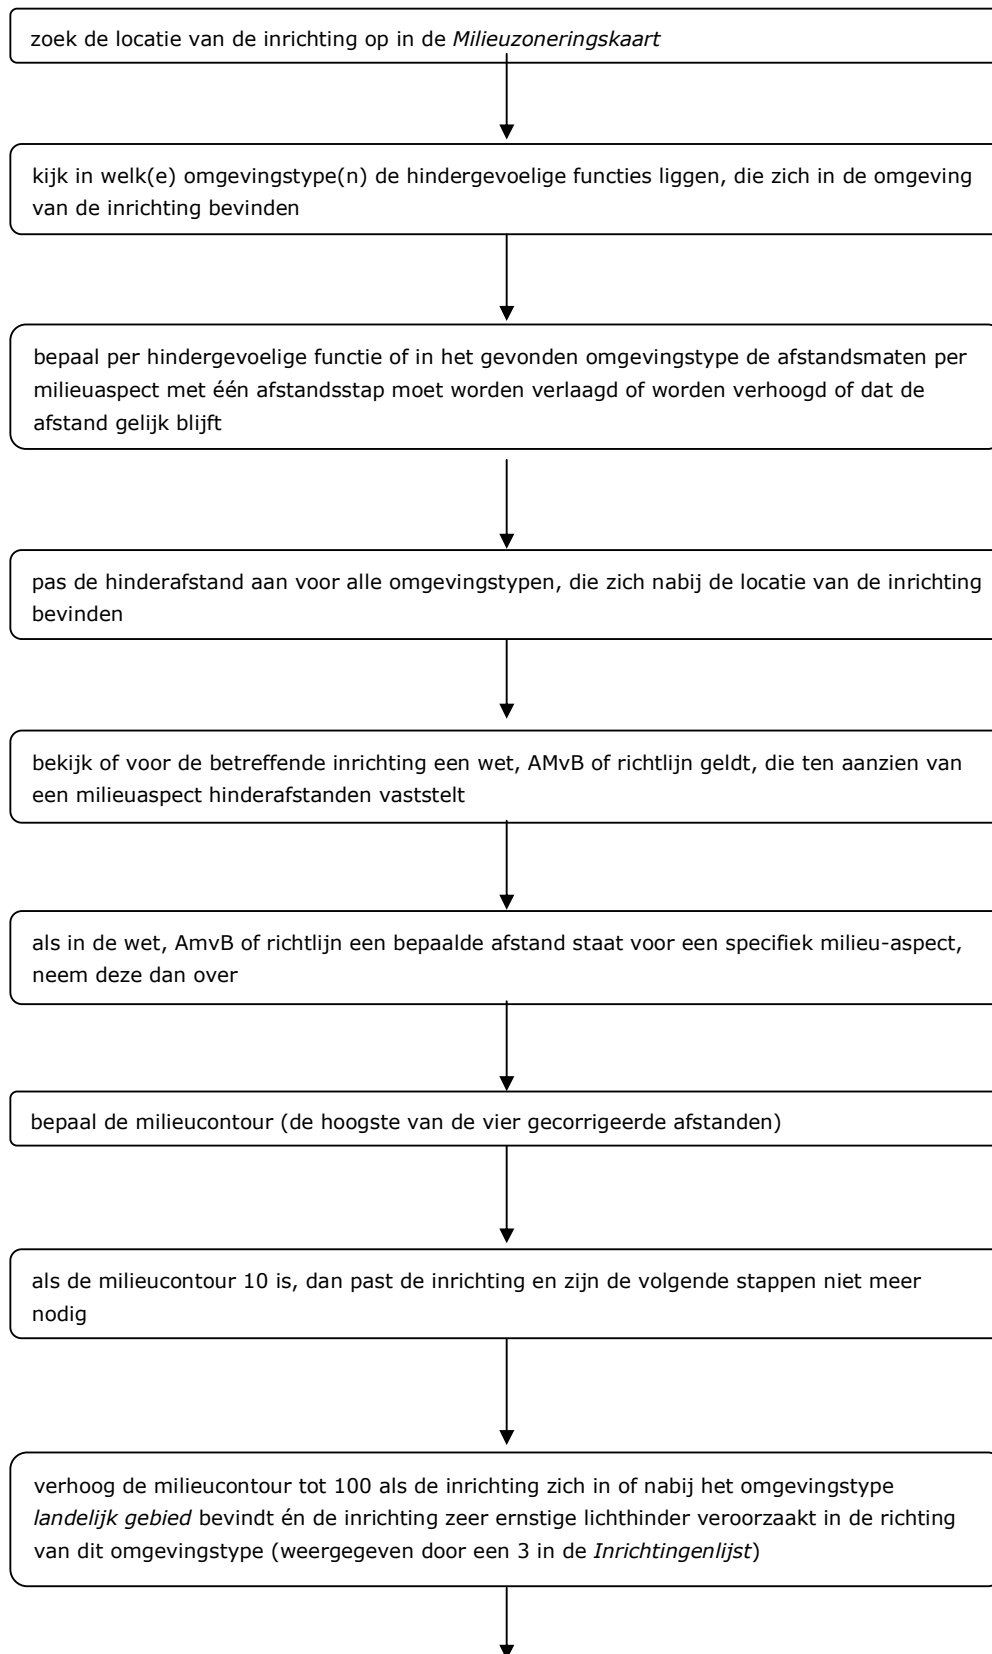 zoek de locatie van de inrichting op in de Milieuzoneringskaart
kijk in welk(e) omgevingstype(n) de hindergevoelige functies liggen, die zich in de omgeving
van de inrichting bevinden
bepaal per hindergevoelige functie of in het gevonden omgevingstype de afstandsmaten per
milieuaspect met één afstandsstap moet worden verlaagd of worden verhoogd of dat de
afstand gelijk blijft
pas de hinderafstand aan voor alle omgevingstypen, die zich nabij de locatie van de inrichting
bevinden
bekijk of voor de betreffende inrichting een wet, AMvB of richtlijn geldt, die ten aanzien van
een milieuaspect hinderafstanden vaststelt
als in de wet, AmvB of richtlijn een bepaalde afstand staat voor een specifiek milieu-aspect,
neem deze dan over
bepaal de milieucontour (de hoogste van de vier gecorrigeerde afstanden)
als de milieucontour 10 is, dan past de inrichting en zijn de volgende stappen niet meer
nodig
verhoog de milieucontour tot 100 als de inrichting zich in of nabij het omgevingstype
landelijk gebied bevindt én de inrichting zeer ernstige lichthinder veroorzaakt in de richting
van dit omgevingstype (weergegeven door een 3 in de Inrichtingenlijst)